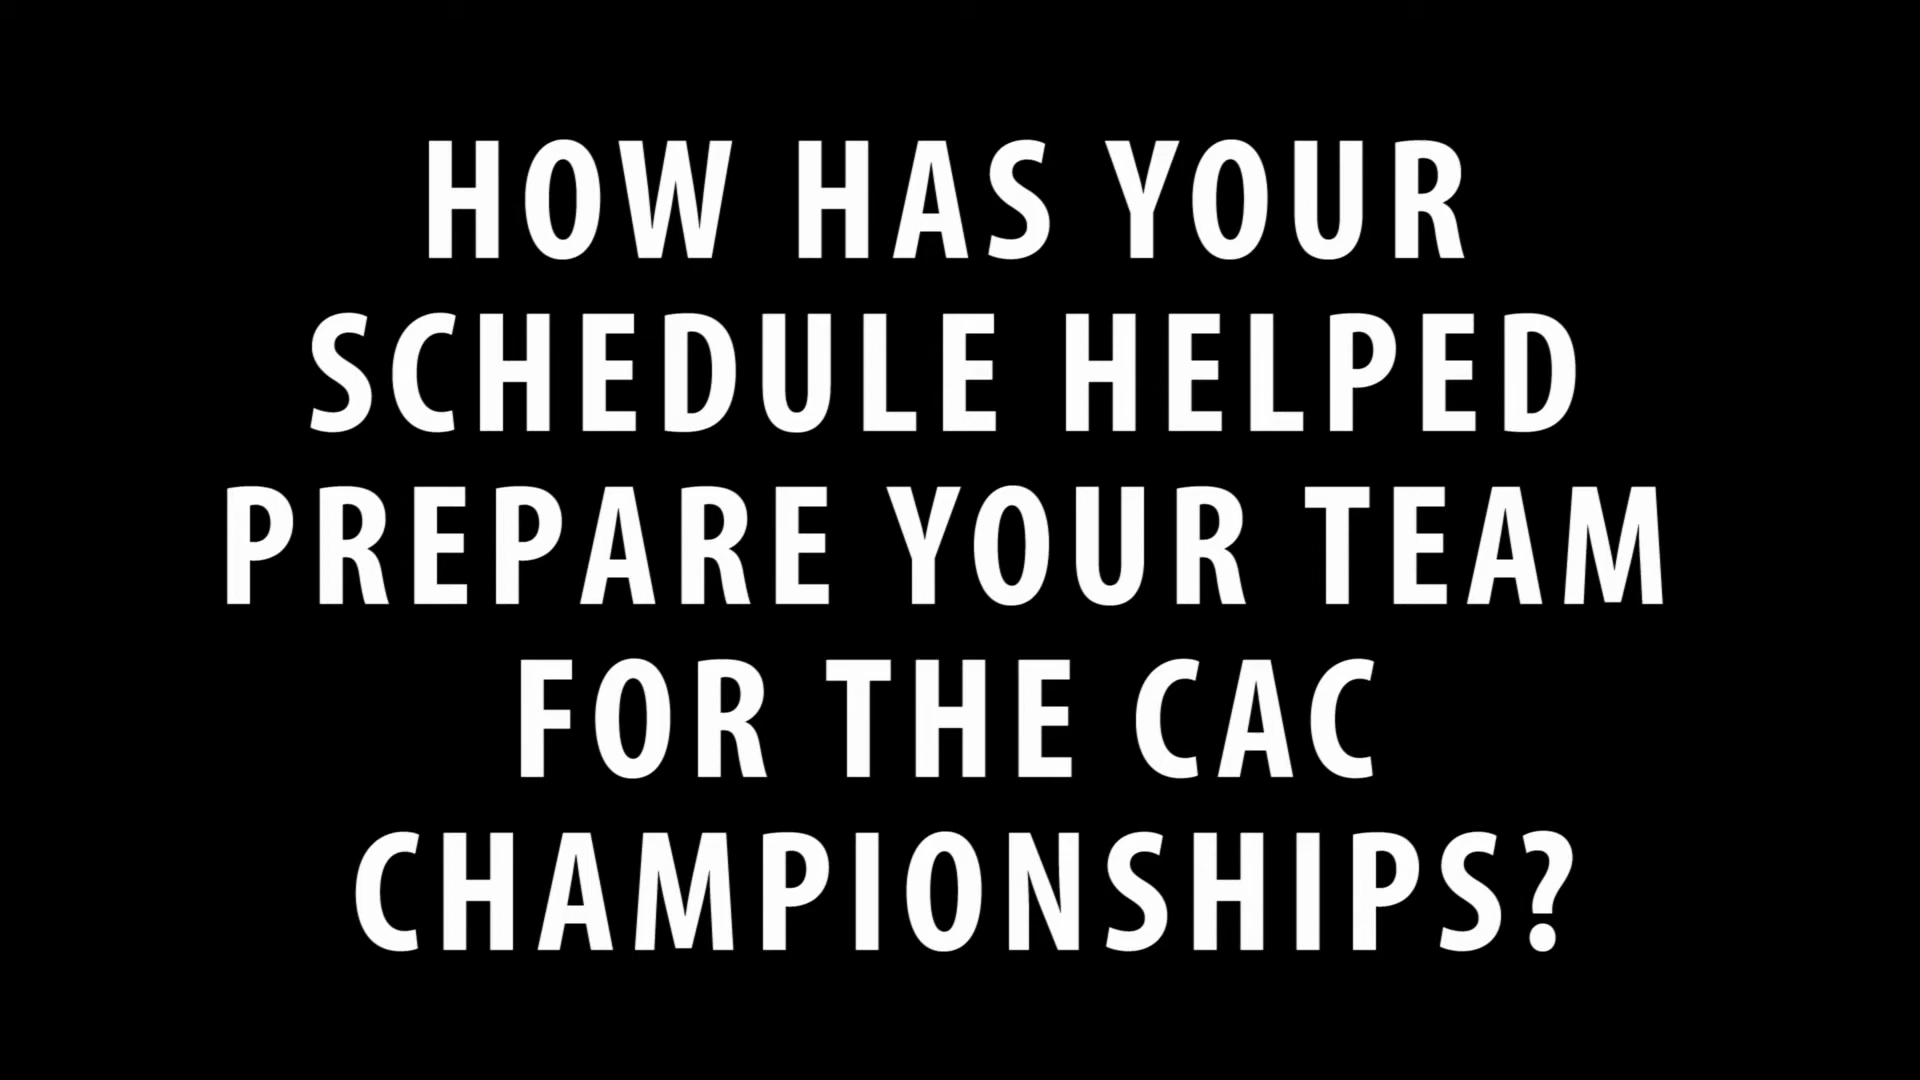 HOW HAS YOUR
SCHEDULE HELPED
PREPARE YOUR TEAM
FOR THE CAC
CHAMPIONSHIPS?